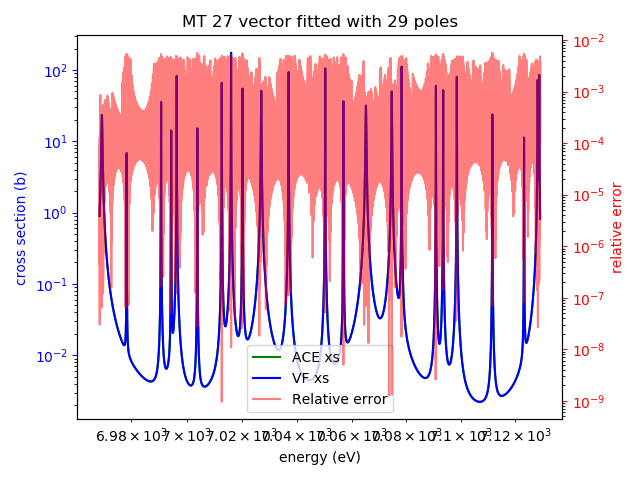 MT 27 vector fitted with 29 poles
10²
10¹
10⁰
10⁻¹
10⁻²
cross section (b)
10⁻²
10⁻³
10⁻⁴
10⁻⁵
10⁻⁶
10⁻⁷
10⁻⁸
10⁻⁹
relative error
ACE xs
VF xs
Relative error
6.98 × 10³ 7 × 10³ 7.02 × 10³ 7.04 × 10³ 7.06 × 10³ 7.08 × 10³ 7.1 × 10³ 7.12 × 10³
energy (eV)